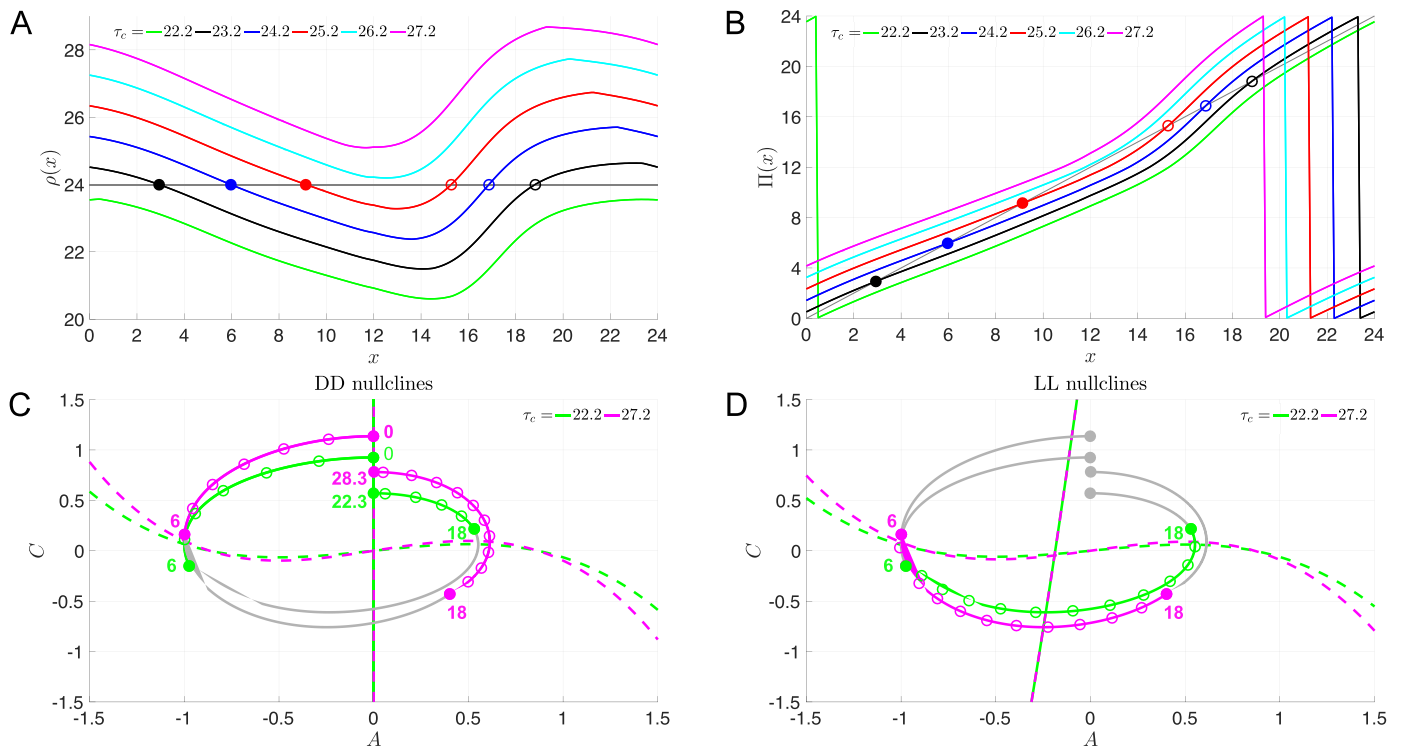 A
τc = 22.2 23.2 24.2 25.2 26.2 27.2
28
26
24
22
20
ρ(x)
0 2 4 6 8 10 12 14 16 18 20 22 24
x
B
τc = 22.2 23.2 24.2 25.2 26.2 27.2
24
20
16
12
8
4
0
Π(x)
0 2 4 6 8 10 12 14 16 18 20 22 24
x
C
DD nullclines
τc = 22.2 27.2
1.5
1
0.5
0
-0.5
-1
-1.5
C
0
0
28.3
22.3
6
18
6
18
-1.5 -1 -0.5 0 0.5 1 1.5
A
D
LL nullclines
τc = 22.2 27.2
1.5
1
0.5
0
-0.5
-1
-1.5
C
6
18
6
18
-1.5 -1 -0.5 0 0.5 1 1.5
A